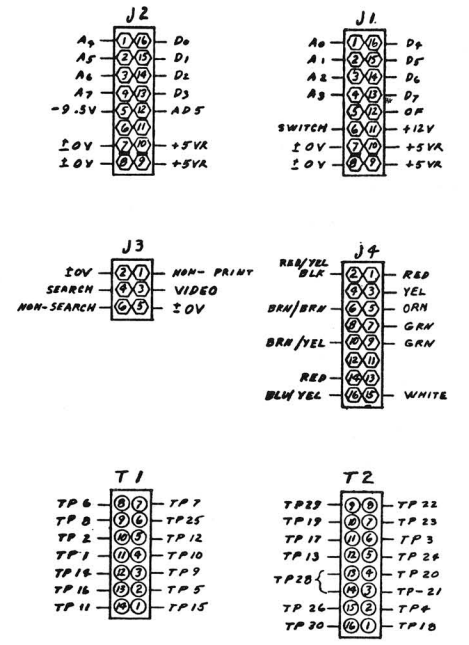 J2
A4 1 16 D0
A5 2 15 D1
A6 3 14 D2
A7 4 13 D3
-9.5V 5 12 AD5
6 11
±0V 7 10 +5VR
±0V 8 9 +5VR
J1
A0 1 16 D4
A1 2 15 D5
A2 3 14 D6
A3 4 13 D7
5 12 OF
SWITCH 6 11 +12V
±0V 7 10 +5VR
±0V 8 9 +5VR
J3
±0V 2 1 NON-PRINT
SEARCH 4 3 VIDEO
NON-SEARCH 6 5 ±0V
J4
RED/YEL
BLK 2 1 RED
4 3 YEL
BRN/BRN 6 5 ORN
8 7 GRN
BRN/YEL 10 9 GRN
12 11
RED 14 13
BLU/YEL 16 15 WHITE
T1
TP6 8 7 TP7
TP8 9 6 TP25
TP2 10 5 TP12
TP1 11 4 TP10
TP14 12 3 TP9
TP16 13 2 TP5
TP11 14 1 TP15
T2
TP29 9 8 TP22
TP19 10 7 TP23
TP17 11 6 TP3
TP13 12 5 TP24
TP28 13 4 TP20
14 3 TP-21
TP26 15 2 TP4
TP30 16 1 TP18